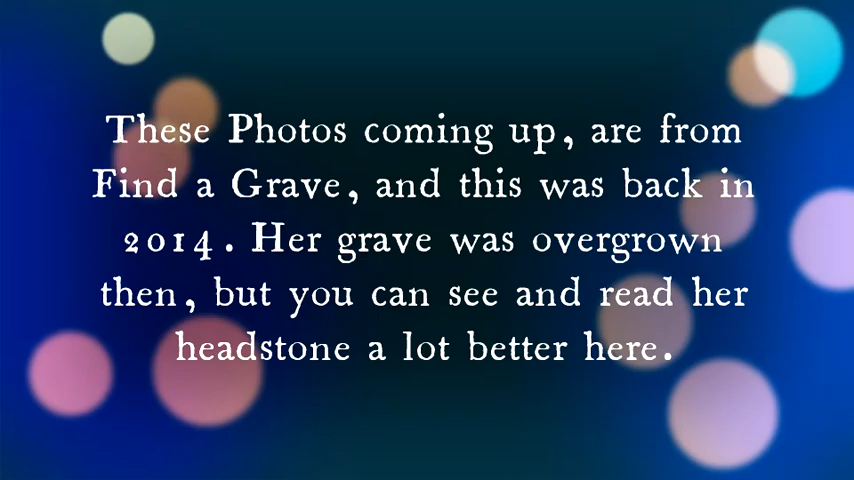 These Photos coming up, are from
Find a Grave, and this was back in
2014. Her grave was overgrown
then, but you can see and read her
headstone a lot better here.